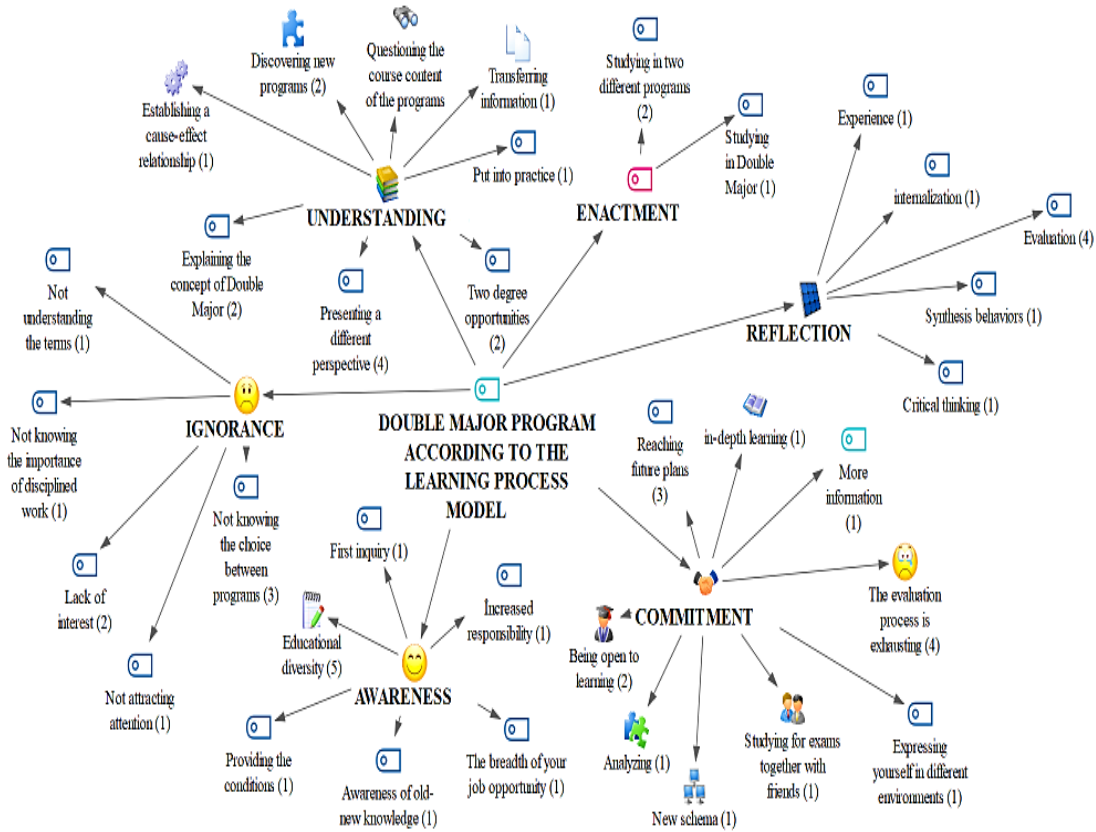 Establishing a
cause-effect
relationship (1)
Discovering new
programs (2)
Questioning the
course content
of the programs
Transferring
information (1)
Put into practice (1)
UNDERSTANDING
Explaining the
concept of Double
Major (2)
Presenting a
different
perspective (4)
Two degree
opportunities
(2)
Studying in two
different programs
(2)
Studying
in Double
Major (1)
ENACTMENT
Experience (1)
internalization (1)
Evaluation (4)
Synthesis behaviors (1)
Critical thinking (1)
REFLECTION
Not
understanding
the terms (1)
IGNORANCE
Not knowing
the importance
of disciplined
work (1)
Lack of
interest (2)
Not attracting
attention (1)
Not knowing
the choice
between
programs (3)
DOUBLE MAJOR PROGRAM
ACCORDING TO THE
LEARNING PROCESS
MODEL
First inquiry (1)
Educational
diversity (5)
Increased
responsibility (1)
AWARENESS
Providing the
conditions (1)
Awareness of old-
new knowledge (1)
The breadth of your
job opportunity (1)
Reaching
future plans
(3)
in-depth learning (1)
More
information
(1)
The evaluation
process is
exhausting (4)
COMMITMENT
Being open to
learning (2)
Analyzing (1)
New schema (1)
Studying for exams
together with
friends (1)
Expressing
yourself in different
environments (1)